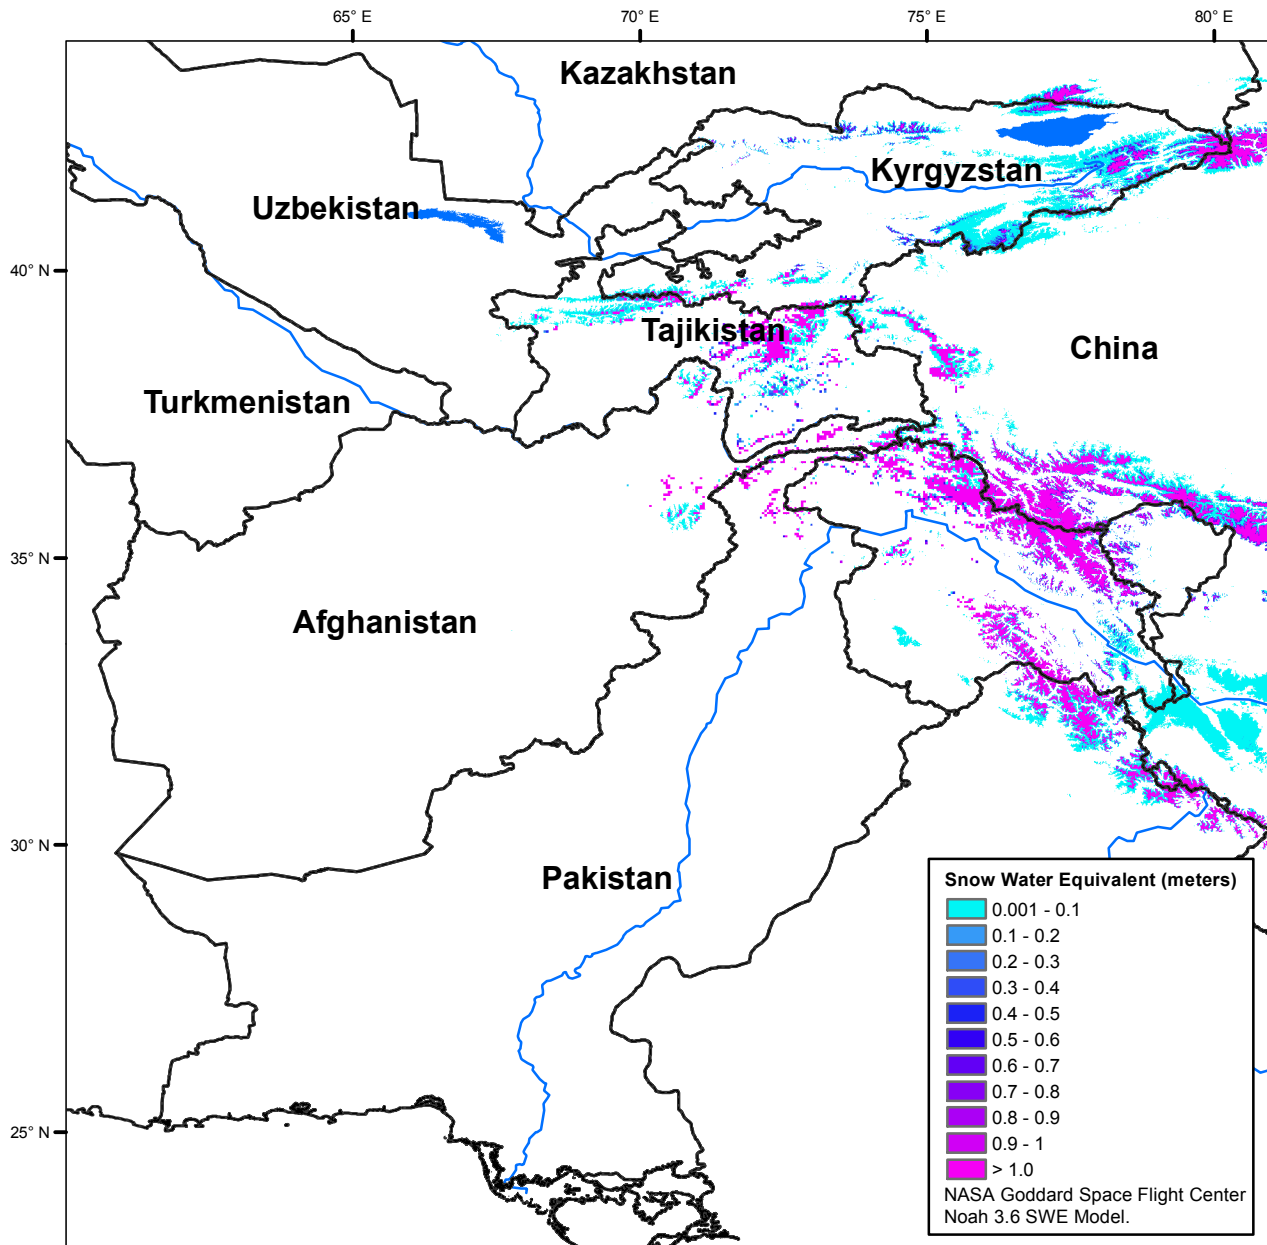 65° E
70° E
75° E
80° E
Kazakhstan
Kyrgyzstan
Uzbekistan
40° N
Tajikistan
China
Turkmenistan
35° N
Afghanistan
30° N
Pakistan
25° N
Snow Water Equivalent (meters)
0.001 - 0.1
0.1 - 0.2
0.2 - 0.3
0.3 - 0.4
0.4 - 0.5
0.5 - 0.6
0.6 - 0.7
0.7 - 0.8
0.8 - 0.9
0.9 - 1
> 1.0
NASA Goddard Space Flight Center
Noah 3.6 SWE Model.